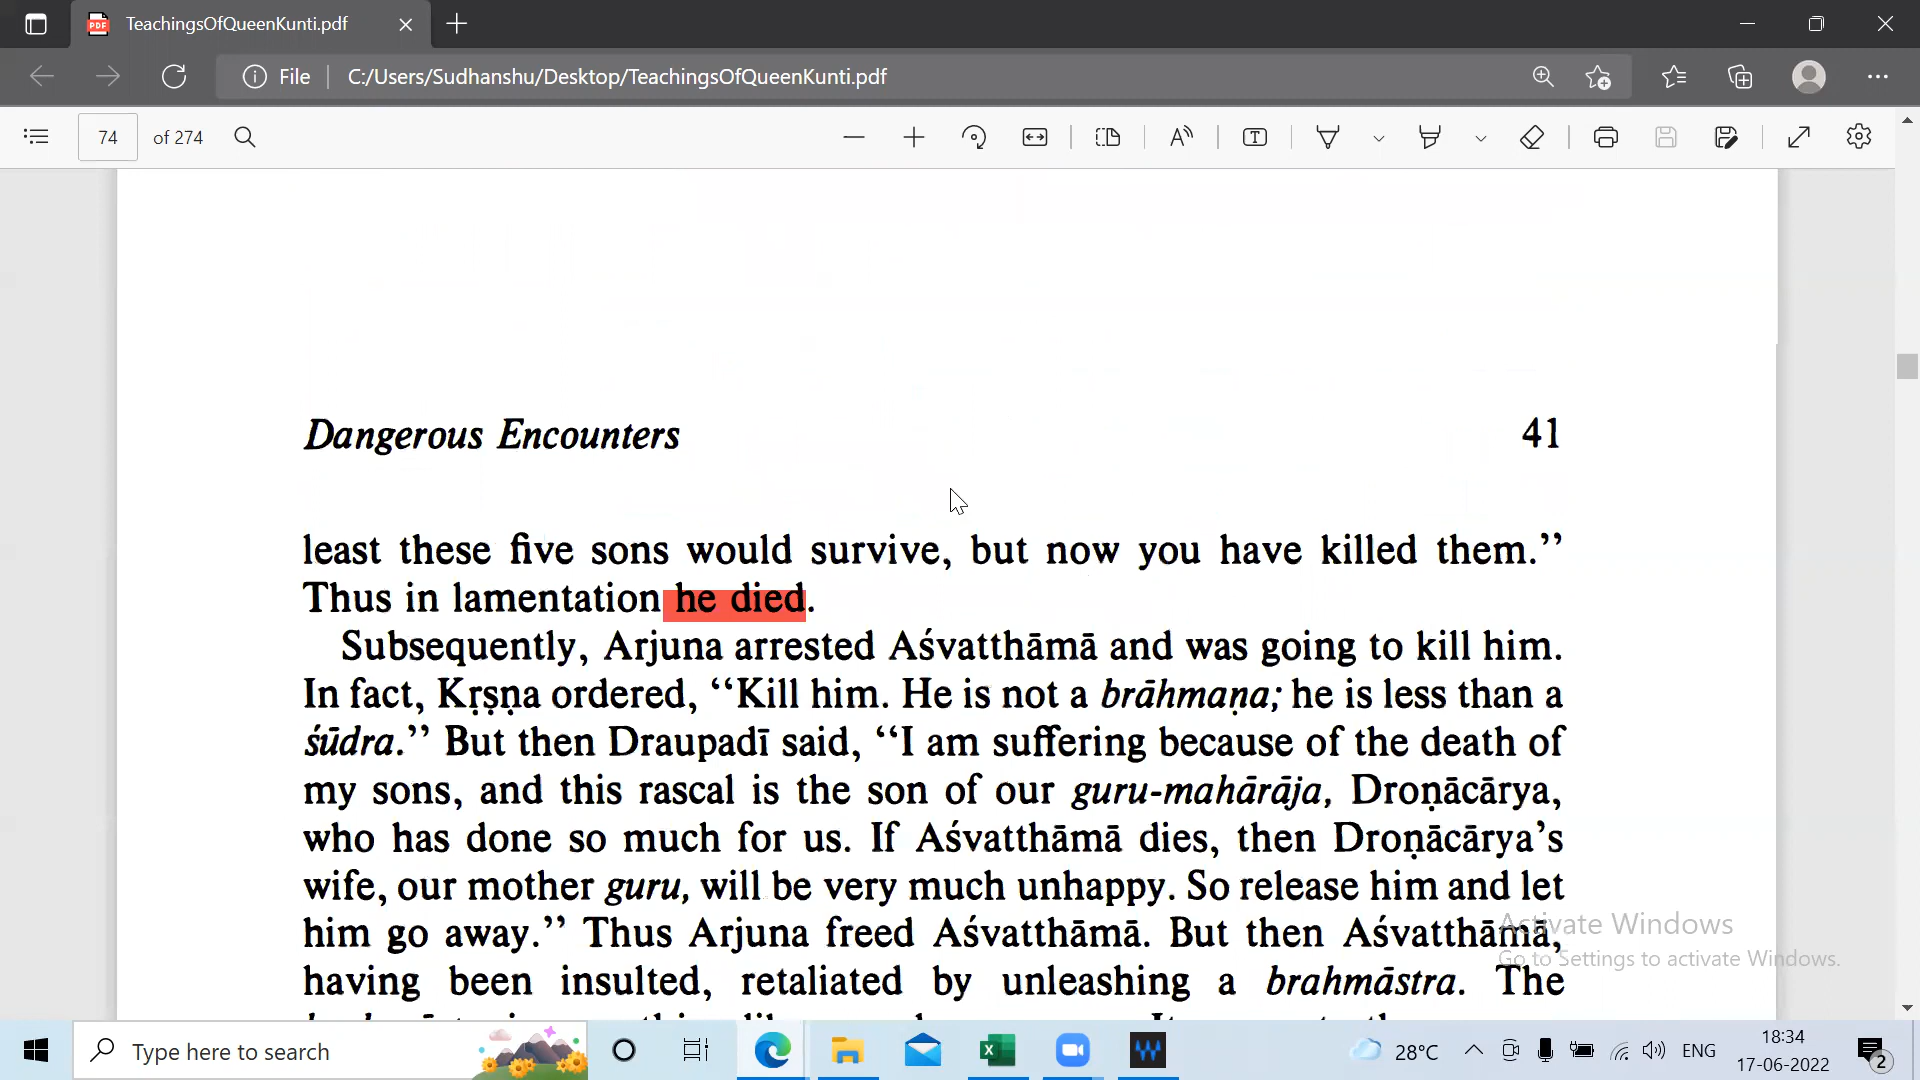 TeachingsOfQueenKunti.pdf
File C:/Users/Sudhanshu/Desktop/TeachingsOfQueenKunti.pdf
74 of 274
Dangerous Encounters 41
least these five sons would survive, but now you have killed them.’’
Thus in lamentation he died.
Subsequently, Arjuna arrested Aśvatthāmā and was going to kill him.
In fact, Kṛṣṇa ordered, ‘‘Kill him. He is not a brāhmaṇa; he is less than a
śūdra.’’ But then Draupadī said, ‘‘I am suffering because of the death of
my sons, and this rascal is the son of our guru-mahārāja, Droṇācārya,
who has done so much for us. If Aśvatthāmā dies, then Droṇācārya’s
wife, our mother guru, will be very much unhappy. So release him and let
him go away.’’ Thus Arjuna freed Aśvatthāmā. But then Aśvatthāmā,
having been insulted, retaliated by unleashing a brahmāstra. The
Activate Windows
Go to Settings to activate Windows.
Type here to search
28°C
ENG
18:34
17-06-2022
2